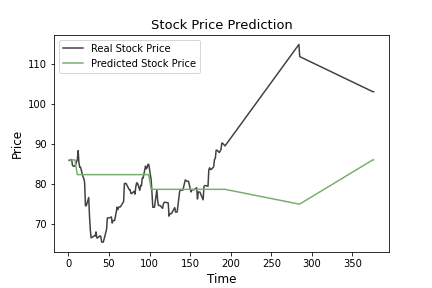 Stock Price Prediction
Real Stock Price
Predicted Stock Price
Price
110
100
90
80
70
0 50 100 150 200 250 300 350
Time